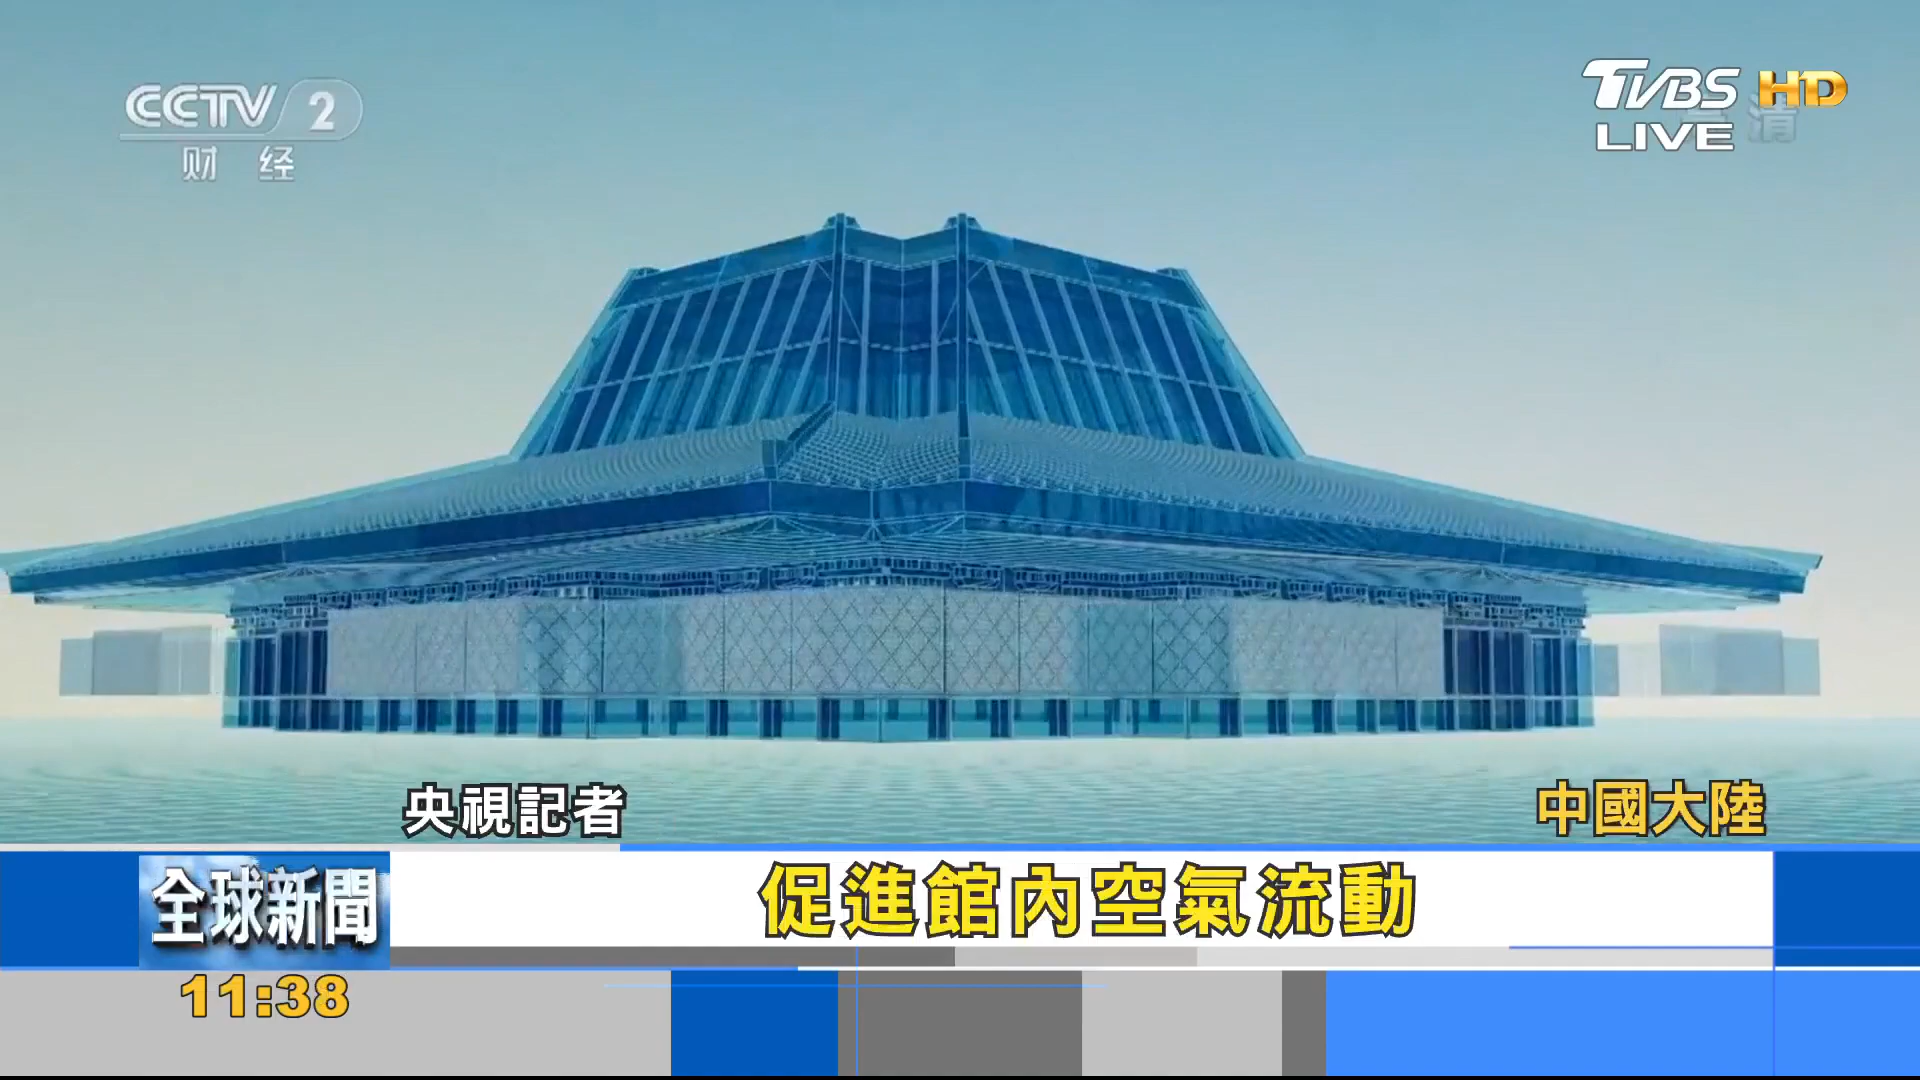 CCTV 2
财 经
TVBS HD
LIVE
清
央視記者
中國大陸
全球新聞
促進館內空氣流動
11:38